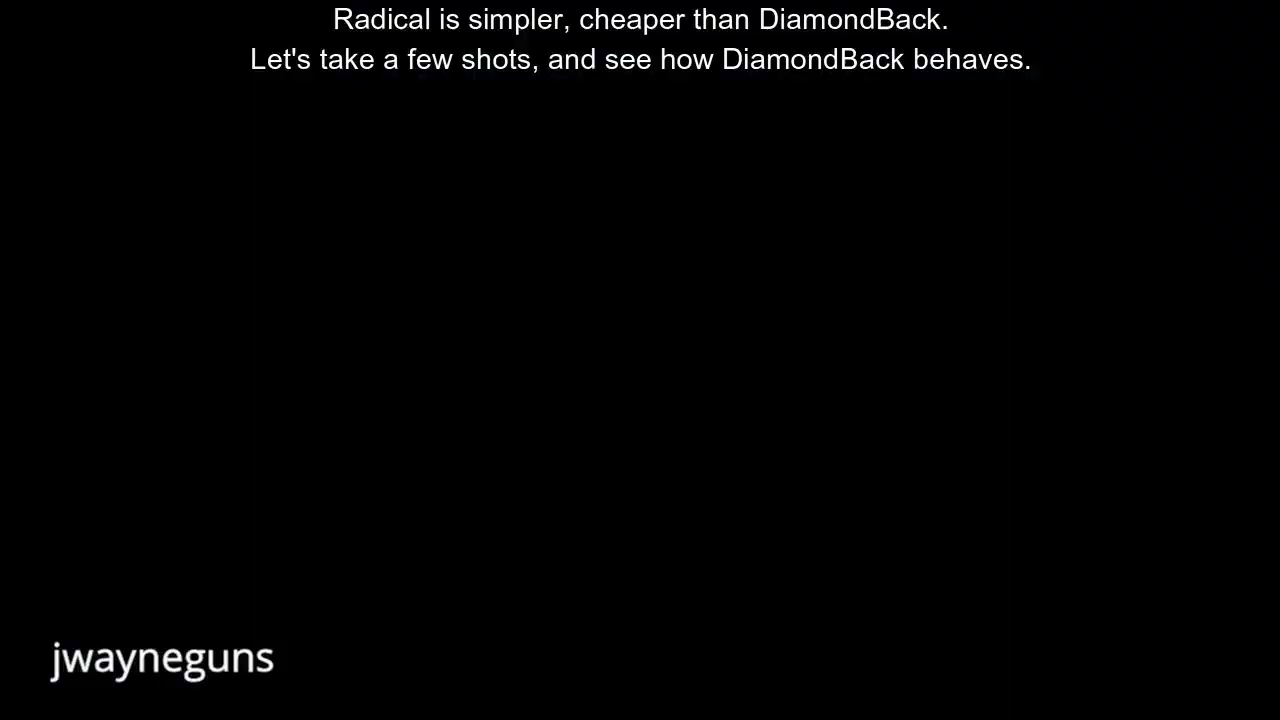 Radical is simpler, cheaper than DiamondBack.
Let's take a few shots, and see how DiamondBack behaves.
jwayneguns